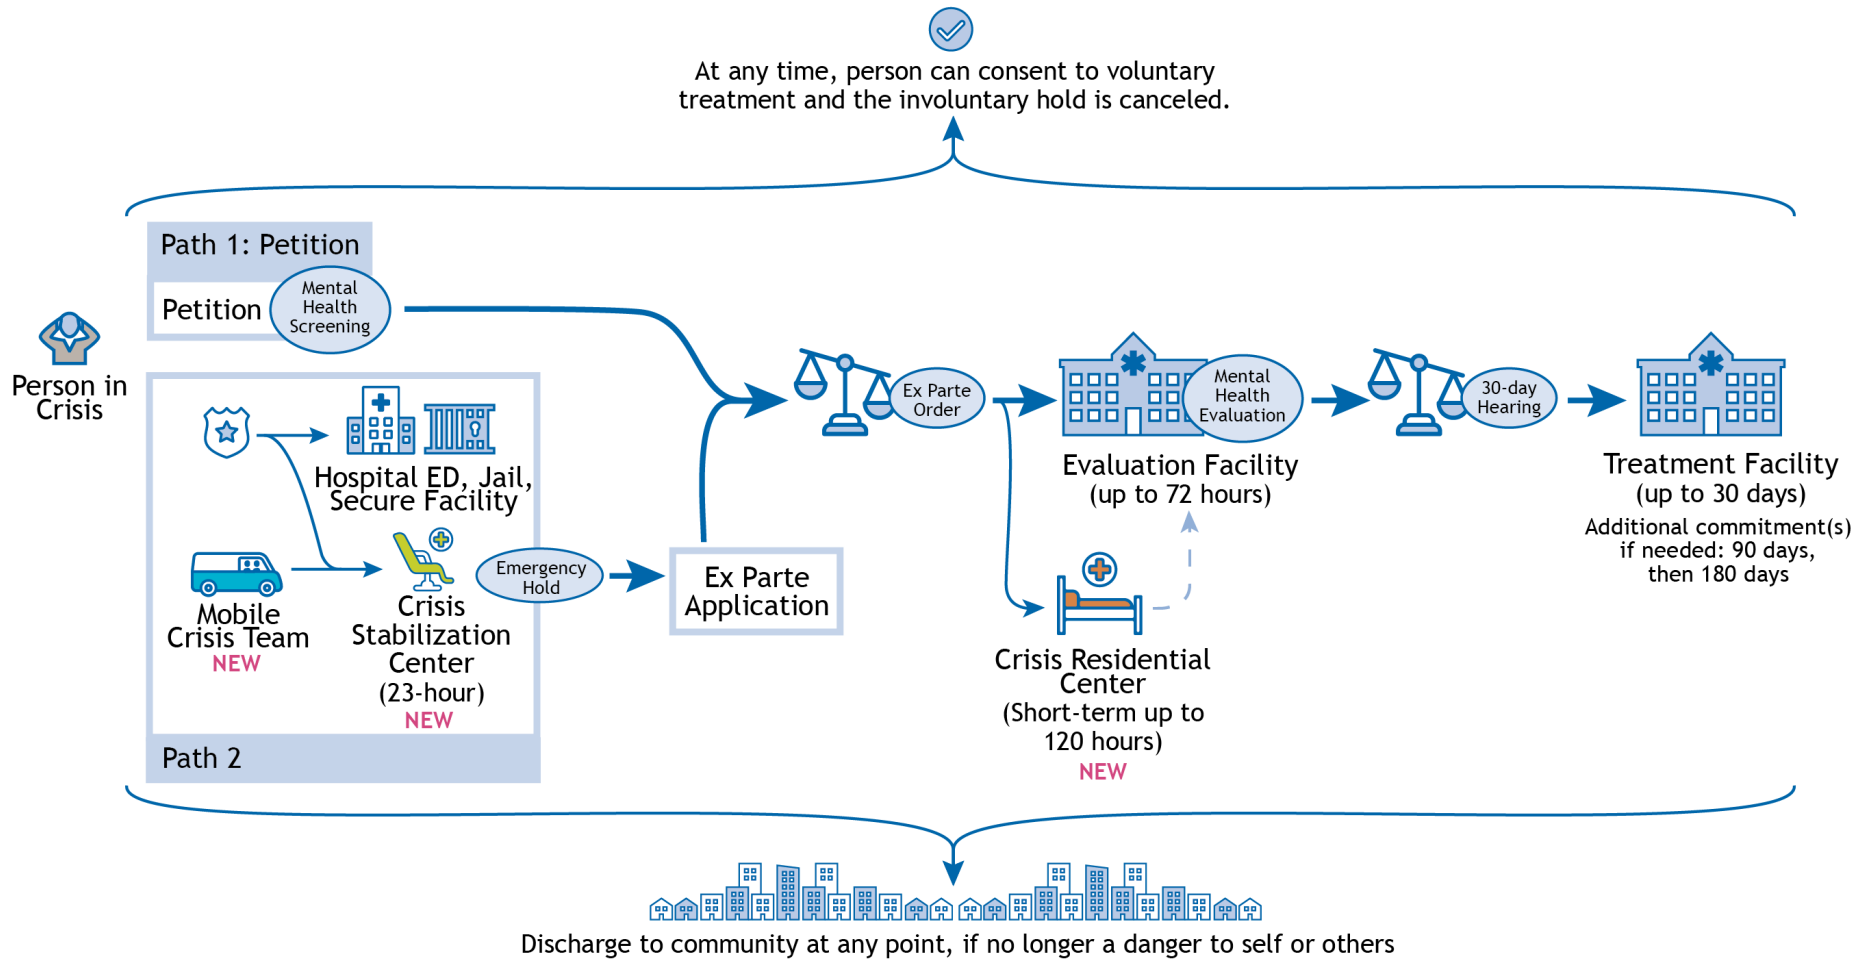 At any time, person can consent to voluntary
treatment and the involuntary hold is canceled.
Path 1: Petition
Petition
Mental
Health
Screening
Person in
Crisis
Hospital ED, Jail,
Secure Facility
Mobile
Crisis Team
NEW
Crisis
Stabilization
Center
(23-hour)
NEW
Emergency
Hold
Path 2
Ex Parte
Application
Ex Parte
Order
Mental
Health
Evaluation
Evaluation Facility
(up to 72 hours)
Crisis Residential
Center
(Short-term up to
120 hours)
NEW
30-day
Hearing
Treatment Facility
(up to 30 days)
Additional commitment(s)
if needed: 90 days,
then 180 days
Discharge to community at any point, if no longer a danger to self or others